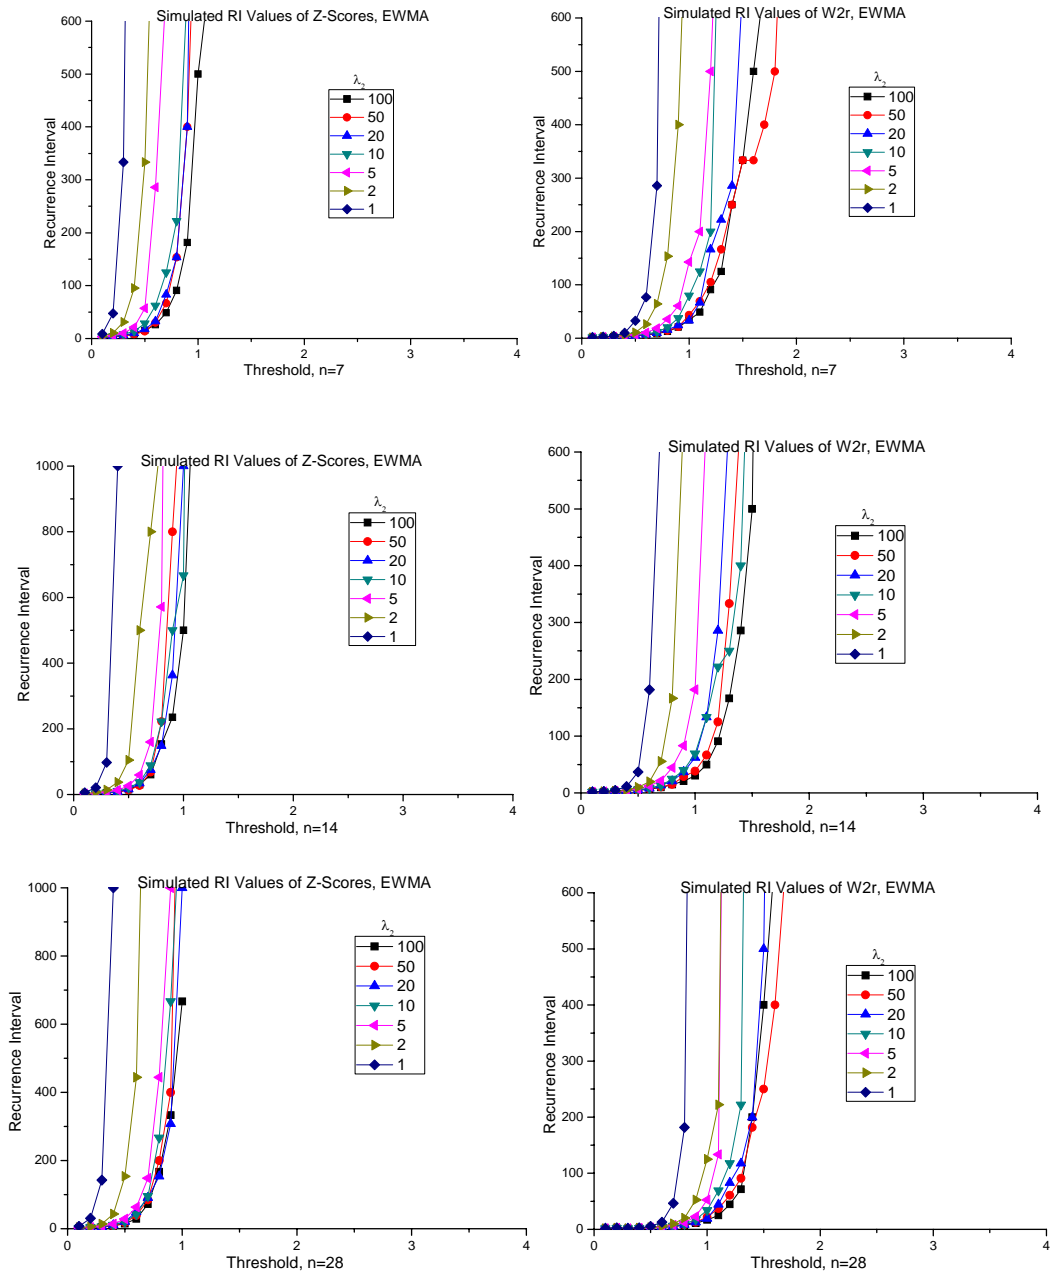 Simulated RI Values of Z-Scores, EWMA
Recurrence Interval
600
500
400
300
200
100
0
0 1 2 3 4
Threshold, n=7
λ2
100
50
20
10
5
2
1
Simulated RI Values of W2r, EWMA
Recurrence Interval
600
500
400
300
200
100
0
0 1 2 3 4
Threshold, n=7
λ2
100
50
20
10
5
2
1
Simulated RI Values of Z-Scores, EWMA
Recurrence Interval
1000
800
600
400
200
0
0 1 2 3 4
Threshold, n=14
λ2
100
50
20
10
5
2
1
Simulated RI Values of W2r, EWMA
Recurrence Interval
600
500
400
300
200
100
0
0 1 2 3 4
Threshold, n=14
λ2
100
50
20
10
5
2
1
Simulated RI Values of Z-Scores, EWMA
Recurrence Interval
1000
800
600
400
200
0
0 1 2 3 4
Threshold, n=28
λ2
100
50
20
10
5
2
1
Simulated RI Values of W2r, EWMA
Recurrence Interval
600
500
400
300
200
100
0
0 1 2 3 4
Threshold, n=28
λ2
100
50
20
10
5
2
1